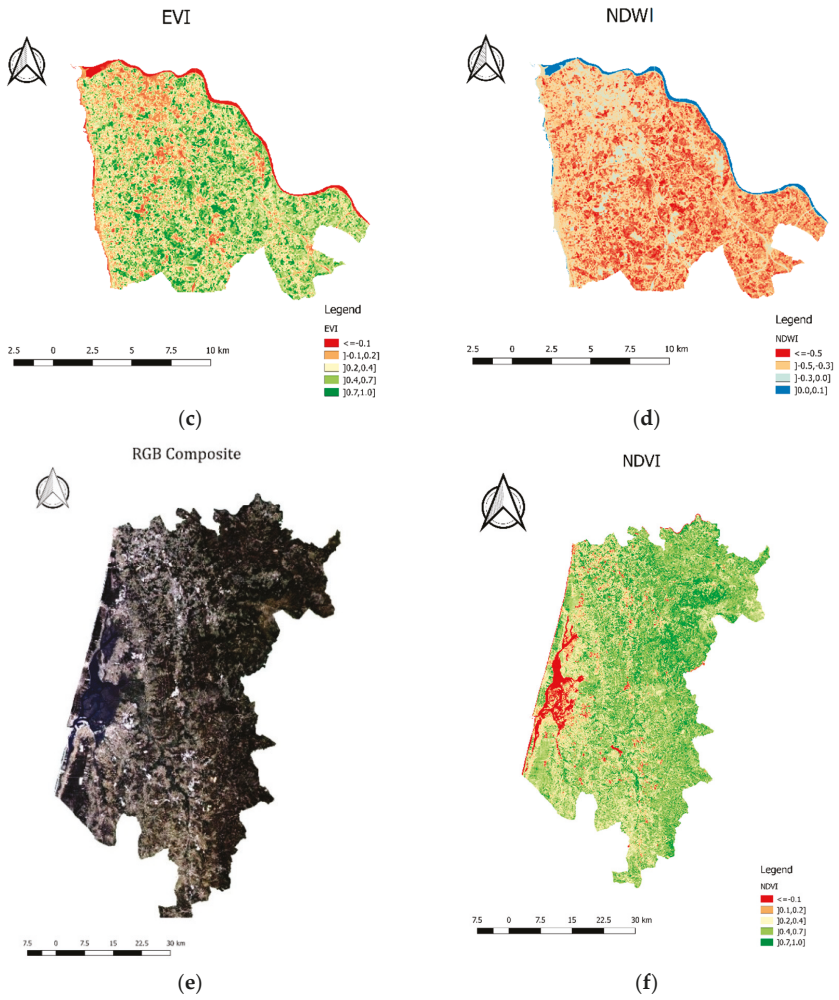 EVI
NDWI
Legend
EVI
<=-0.1
]-0.1,0.2]
]0.2,0.4]
]0.4,0.7]
]0.7,1.0]
2.5 0 2.5 5 7.5 10 km
(c)
Legend
NDWI
<=-0.5
]-0.5,-0.3]
]-0.3,0.0]
]0.0,0.1]
2.5 0 2.5 5 7.5 10 km
(d)
RGB Composite
NDVI
7.5 0 7.5 15 22.5 30 km
(e)
Legend
NDVI
<=-0.1
]0.1,0.2]
]0.2,0.4]
]0.4,0.7]
]0.7,1.0]
7.5 0 7.5 15 22.5 30 km
(f)